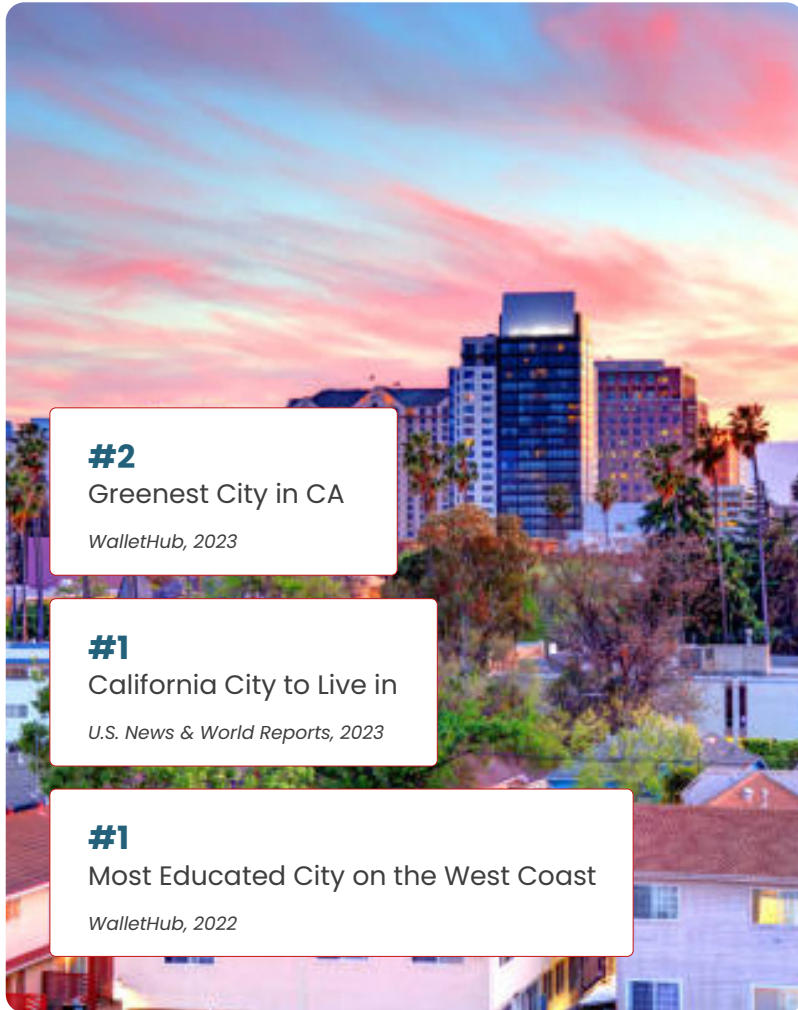 #2
Greenest City in CA
WalletHub, 2023
#1
California City to Live in
U.S. News & World Reports, 2023
#1
Most Educated City on the West Coast
WalletHub, 2022